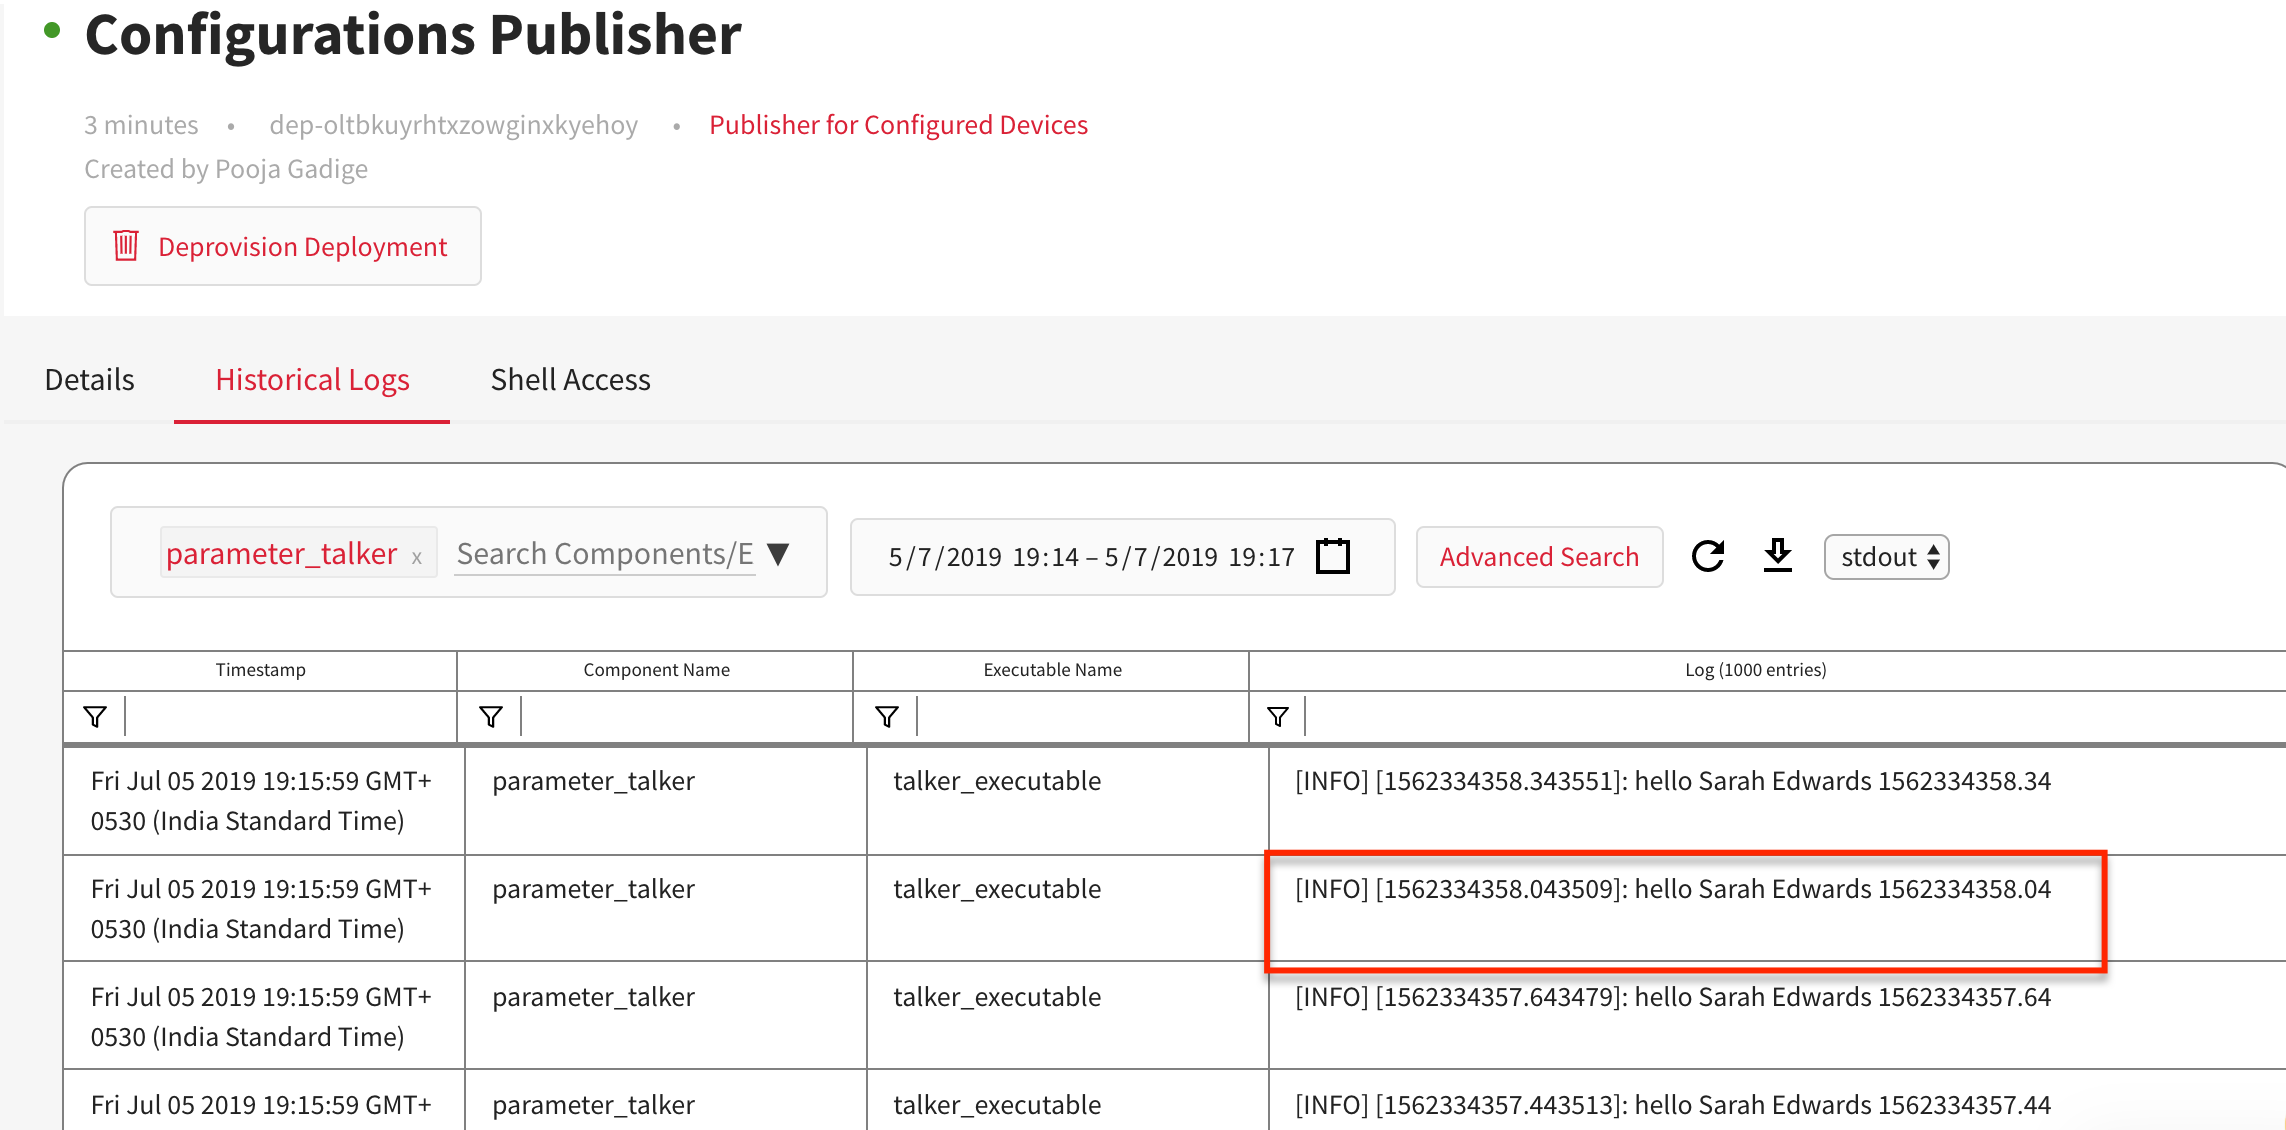 Configurations Publisher
3 minutes • dep-oltbkuyrhtxzowginxkyehoy • Publisher for Configured Devices
Created by Pooja Gadige
Deprovision Deployment
Details Historical Logs Shell Access
parameter_talker x Search Components/E ▼ 5/7/2019 19:14 – 5/7/2019 19:17 Advanced Search stdout
Timestamp Component Name Executable Name Log (1000 entries)
Fri Jul 05 2019 19:15:59 GMT+ parameter_talker talker_executable [INFO] [1562334358.343551]: hello Sarah Edwards 1562334358.34
0530 (India Standard Time)
Fri Jul 05 2019 19:15:59 GMT+ parameter_talker talker_executable [INFO] [1562334358.043509]: hello Sarah Edwards 1562334358.04
0530 (India Standard Time)
Fri Jul 05 2019 19:15:59 GMT+ parameter_talker talker_executable [INFO] [1562334357.643479]: hello Sarah Edwards 1562334357.64
0530 (India Standard Time)
Fri Jul 05 2019 19:15:59 GMT+ parameter_talker talker_executable [INFO] [1562334357.443513]: hello Sarah Edwards 1562334357.44